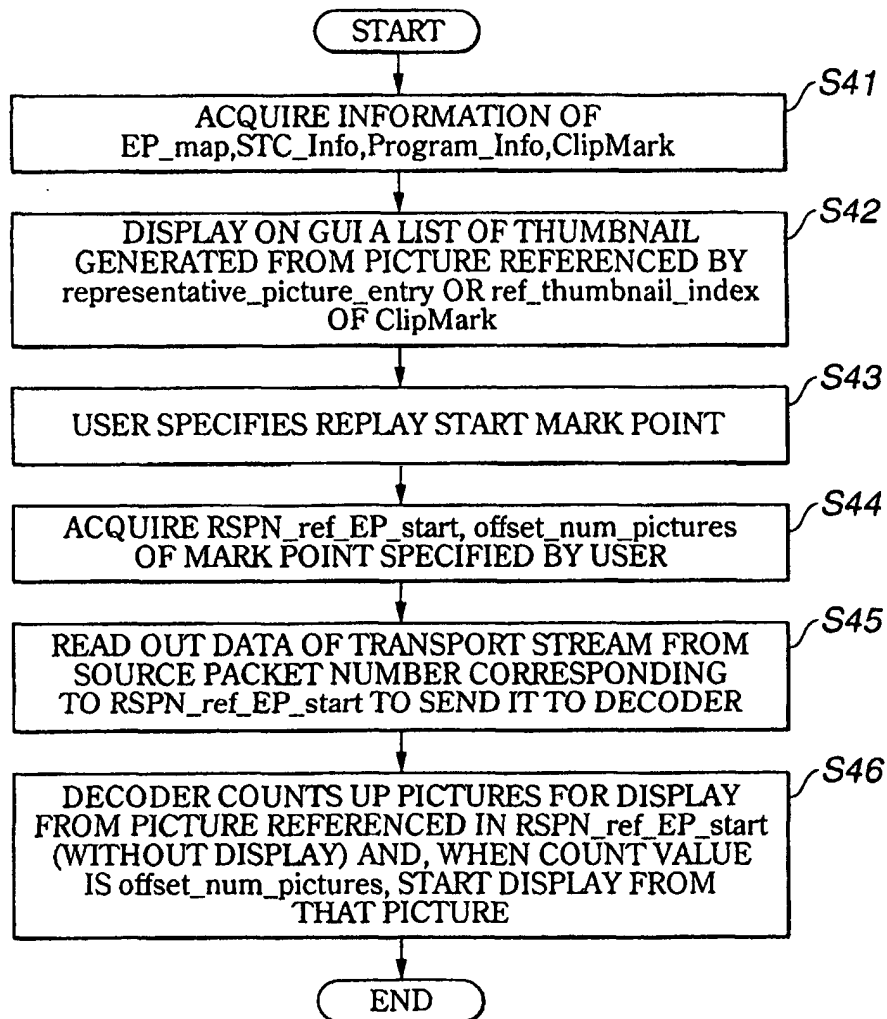 START
S41
ACQUIRE INFORMATION OF
EP_map,STC_Info,Program_Info,ClipMark
S42
DISPLAY ON GUI A LIST OF THUMBNAIL
GENERATED FROM PICTURE REFERENCED BY
representative_picture_entry OR ref_thumbnail_index
OF ClipMark
S43
USER SPECIFIES REPLAY START MARK POINT
S44
ACQUIRE RSPN_ref_EP_start, offset_num_pictures
OF MARK POINT SPECIFIED BY USER
S45
READ OUT DATA OF TRANSPORT STREAM FROM
SOURCE PACKET NUMBER CORRESPONDING
TO RSPN_ref_EP_start TO SEND IT TO DECODER
S46
DECODER COUNTS UP PICTURES FOR DISPLAY
FROM PICTURE REFERENCED IN RSPN_ref_EP_start
(WITHOUT DISPLAY) AND, WHEN COUNT VALUE
IS offset_num_pictures, START DISPLAY FROM
THAT PICTURE
END